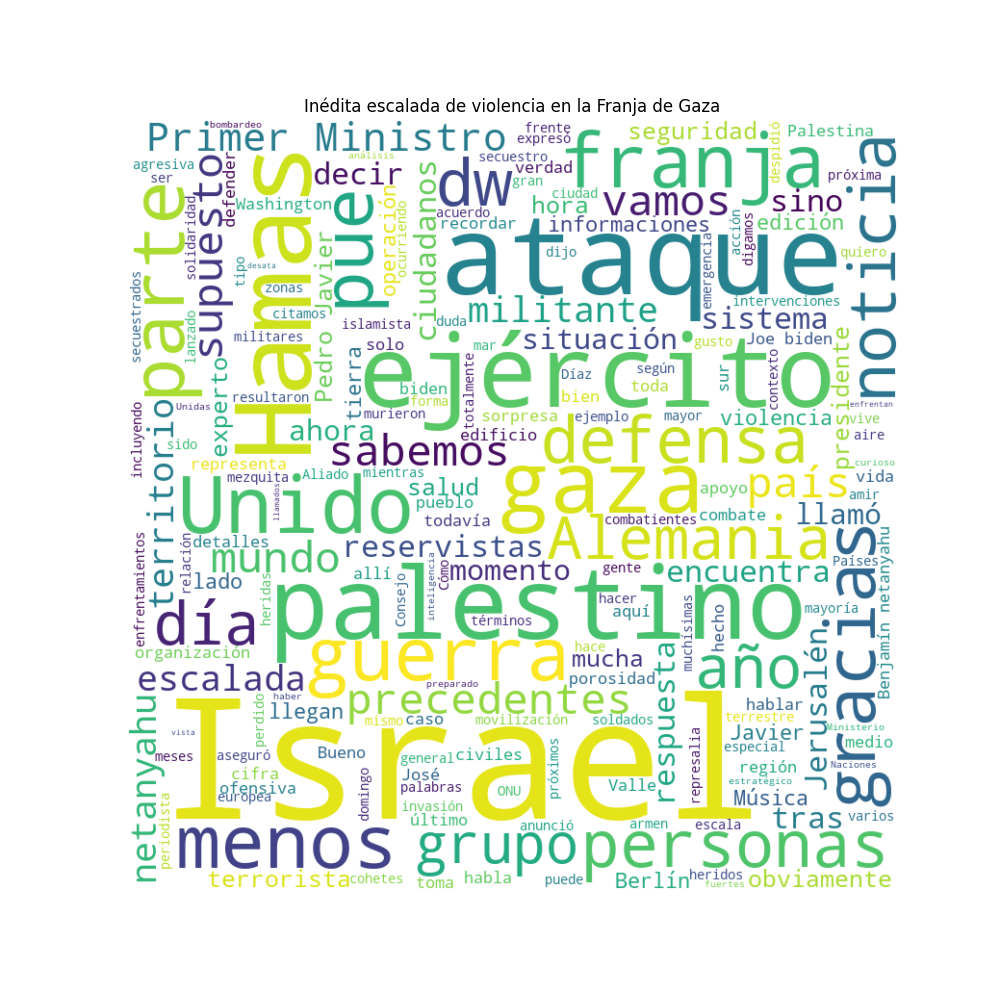 Inédita escalada de violencia en la Franja de Gaza
bombardeo
Primer Ministro
frente
expresó
seguridad
Palestina
agresiva
ser
supuesto
defender
Hamas
análisis
decir
ciudadanos
dw
secuestro
verdad
gran
ciudad
franja
despidió
próxima
noticia
parte
solidaridad
Washington
pue
operación
ocurriendo
acuerdo
recordar
hora
vamos
sino
informaciones
edición
acción
digamos
quiero
tipo
desata
zonas
citamos
Pedro Javier
dijo
ataque
emergencia
intervenciones
secuestrados
lanzado
militares
islamista
solo
duda
militante
mar
situación
sistema
gusto
Joe biden
presidente
experto
resultaron
tierra
murieron
ejército
totalmente
Díaz
según
toda
sur
contexto
Unidas
biden
forma
bien
enfrentan
incluyendo
territorio
sido
ahora
sorpresa
ejemplo
mayor
violencia
vive
aire
representa
sabemos
edificio
defensa
curioso
mezquita
Aliado
mientras
salud
pueblo
gaza
apoyo
país
vida
amir
llamados
Unido
todavía
combatientes
combate
llamó
enfrentamientos
relación
detalles
mundo
reservistas
Alemania
gracias
lado
allí
Consejo
inteligencia
Cómo
momento
gente
encuentra
Países
Benjamín netanyahu
heridas
palestino
hacer
aquí
muchísimas
hecho
mayoría
día
términos
organización
guerra
hace
mucha
porosidad
respuesta
año
Jerusalén
escalada
preparado
haber
precedentes
netanyahu
perdido
llegan
mismo
caso
movilización
soldados
hablar
terrestre
Ministerio
vista
Israel
meses
aseguró
Bueno
general
civiles
próximos
represalia
Javier
especial
medio
cifra
José
región
Naciones
ofensiva
palabras
ONU
Valle
estratégico
europea
domingo
invasión
Música
periodista
último
anunció
armen
escala
tras
varios
menos
grupo
personas
terrorista
cohetes
toma
habla
puede
Berlín
heridos
fuertes
obviamente